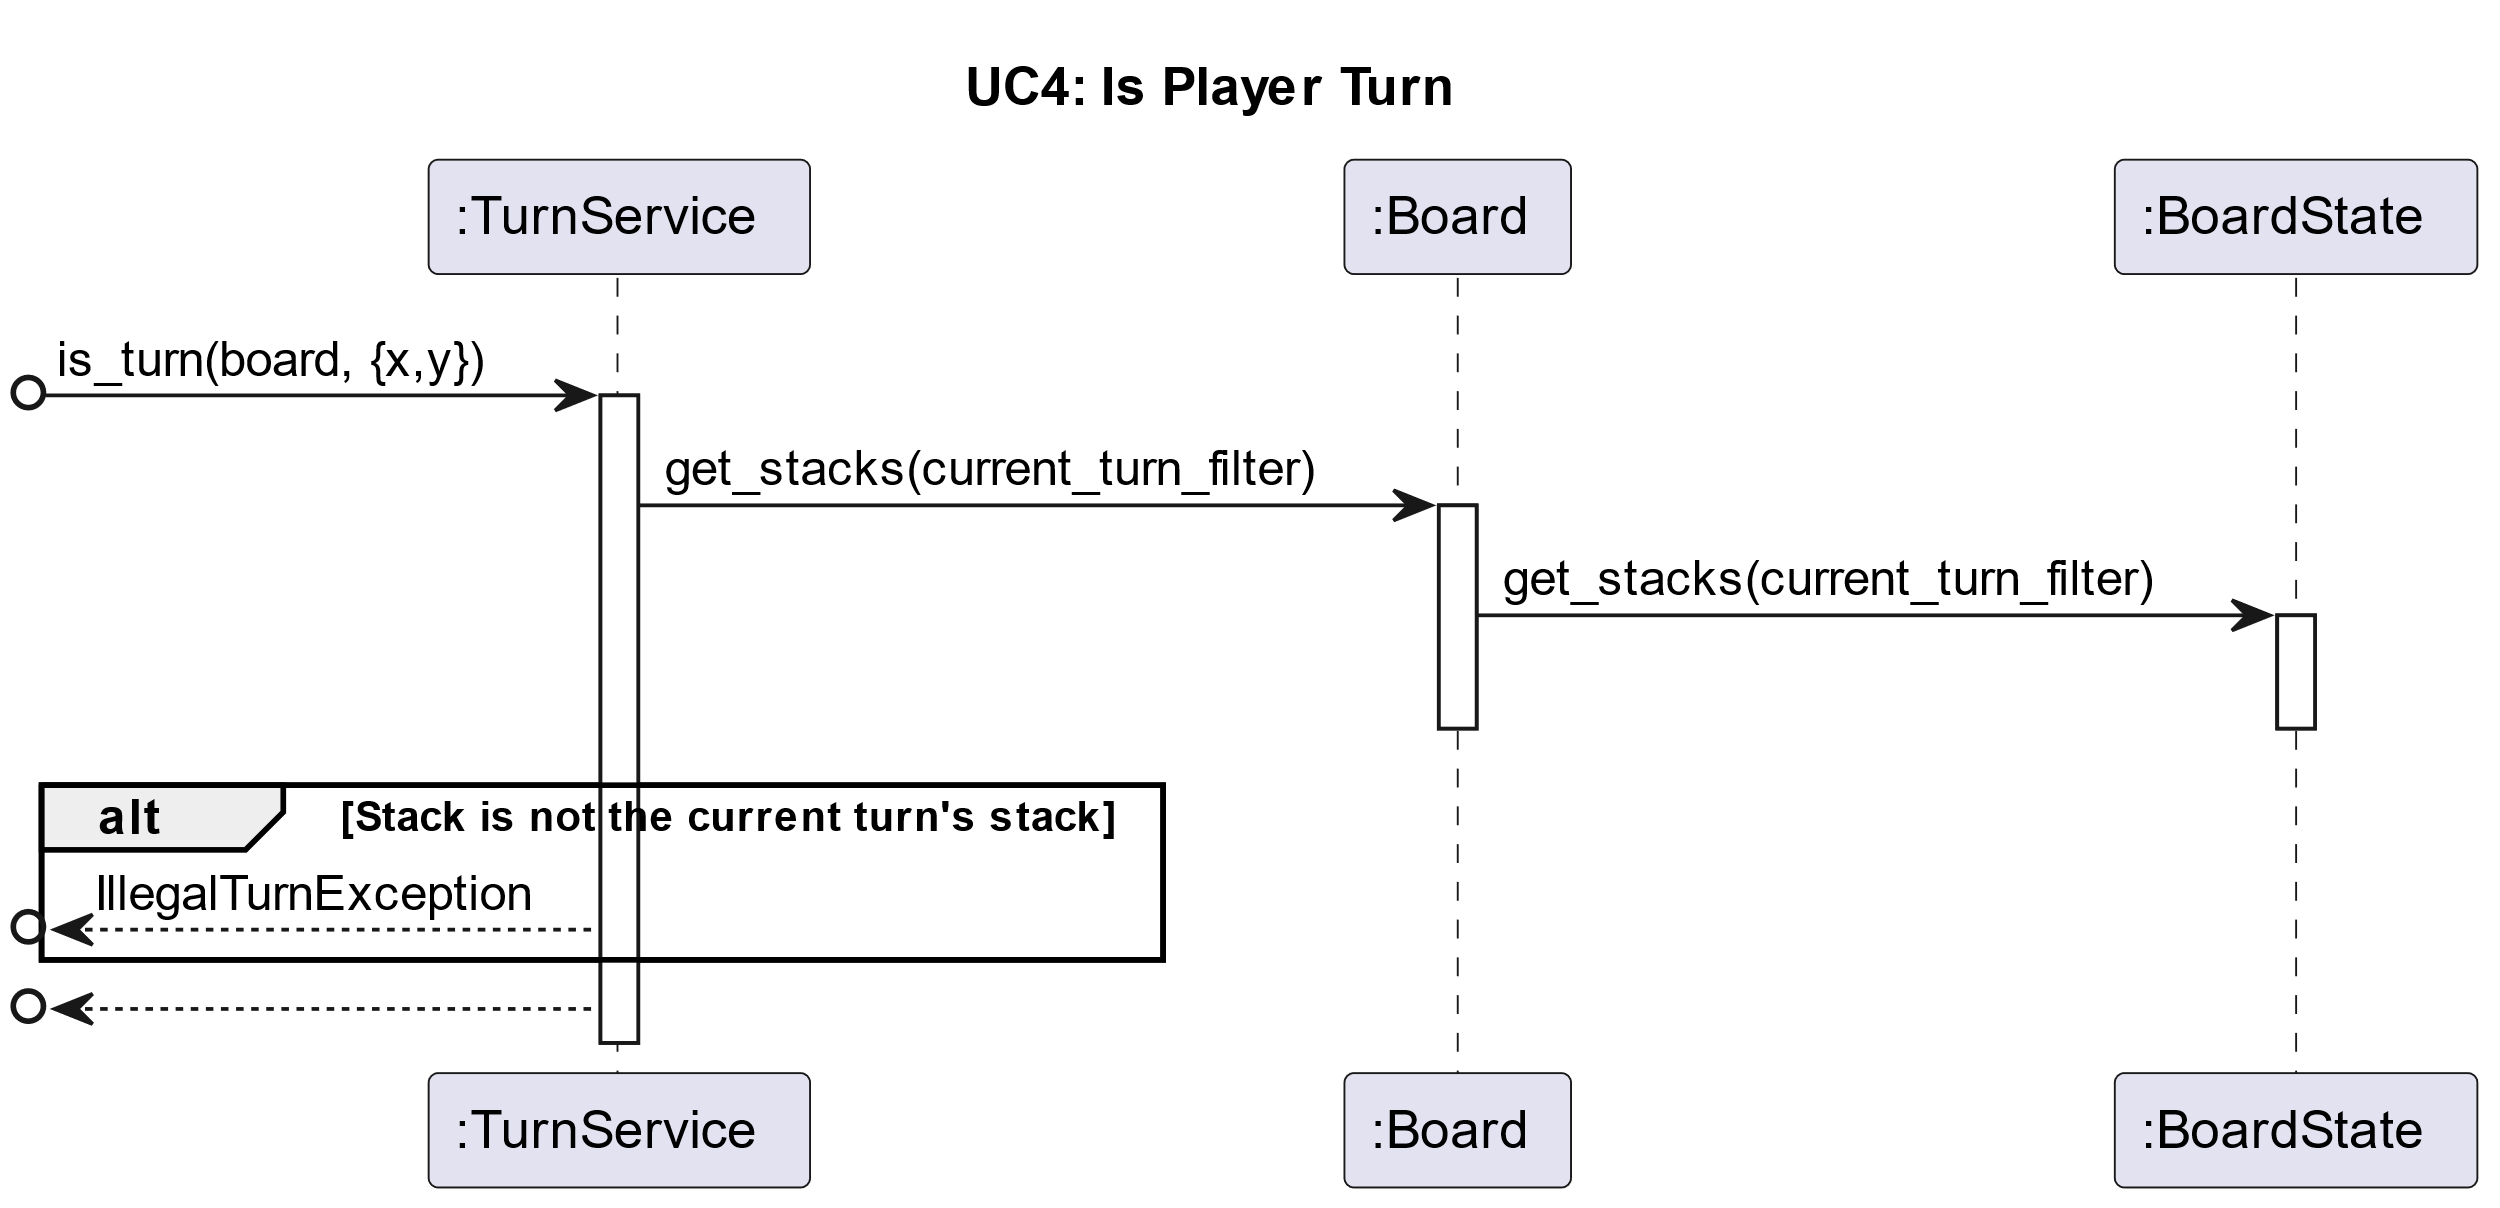 UC4: Is Player Turn
:TurnService
:Board
:BoardState
is_turn(board, {x,y})
get_stacks(current_turn_filter)
get_stacks(current_turn_filter)
alt
[Stack is not the current turn's stack]
IllegalTurnException
:TurnService
:Board
:BoardState